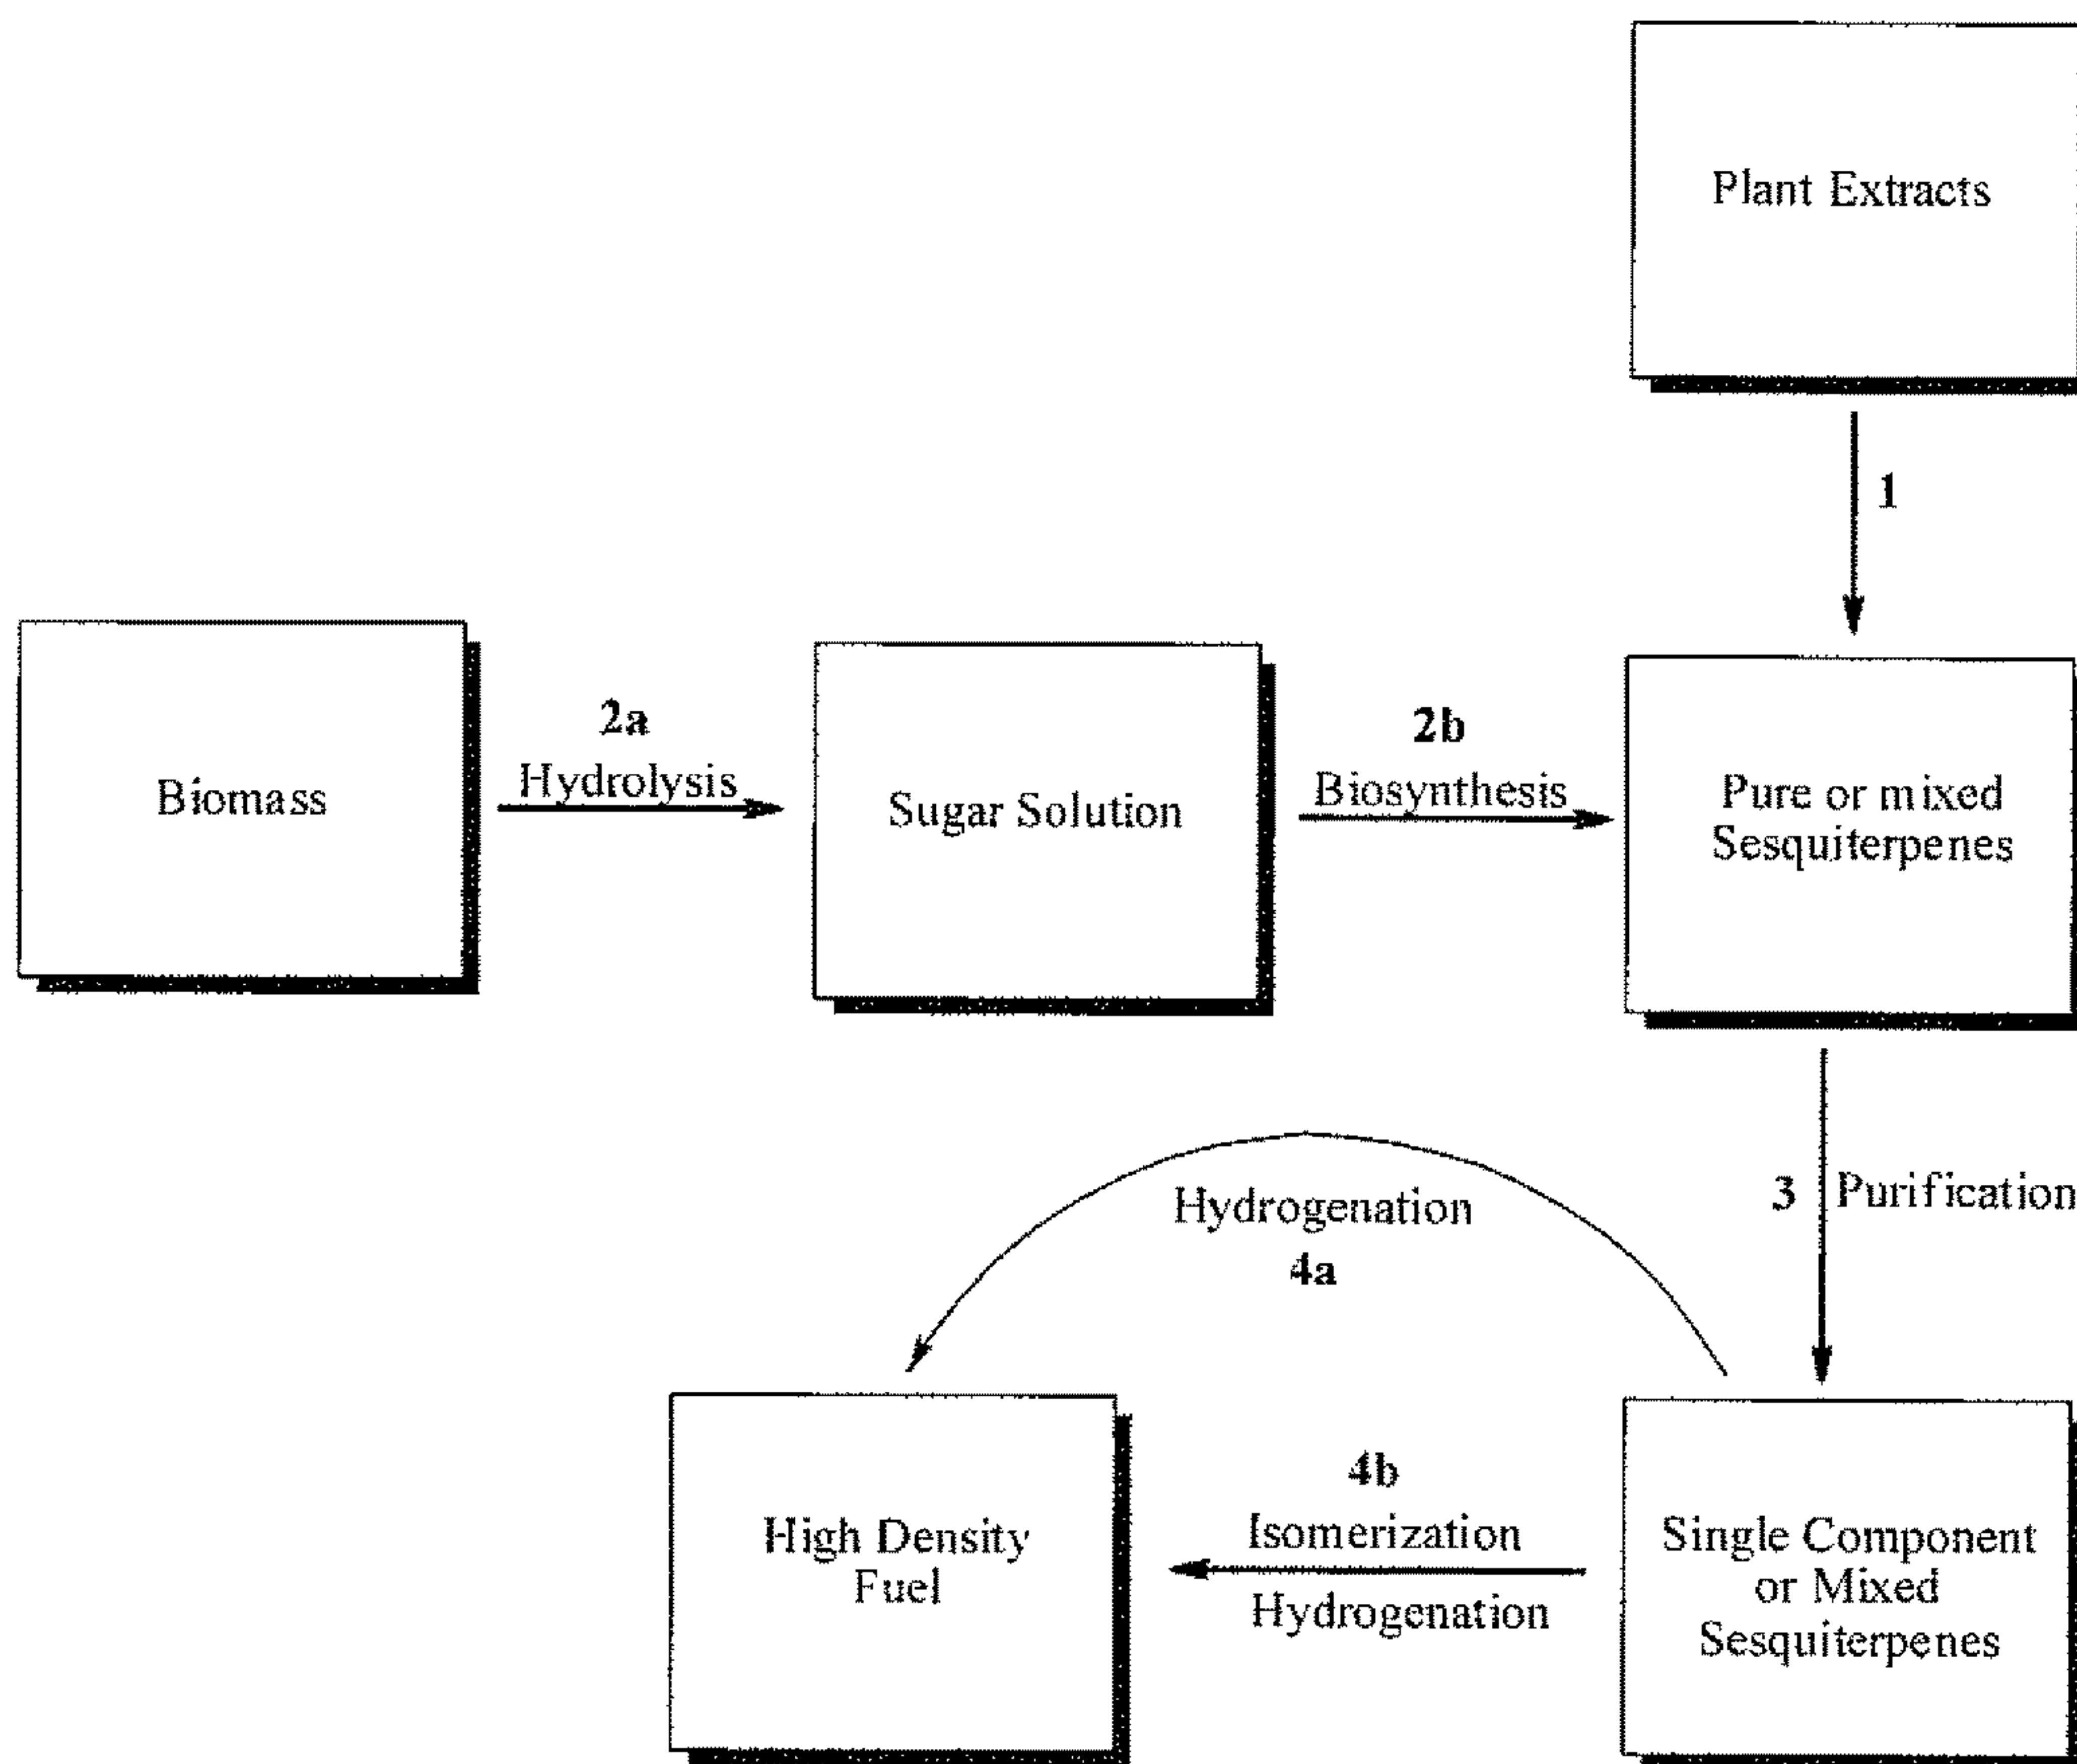 Plant Extracts
1
2a
Hydrolysis
2b
Biosynthesis
Biomass
Sugar Solution
Pure or mixed
Sesquiterpenes
3 Purification
Hydrogenation
4a
4b
Isomerization
Hydrogenation
High Density
Fuel
Single Component
or Mixed
Sesquiterpenes